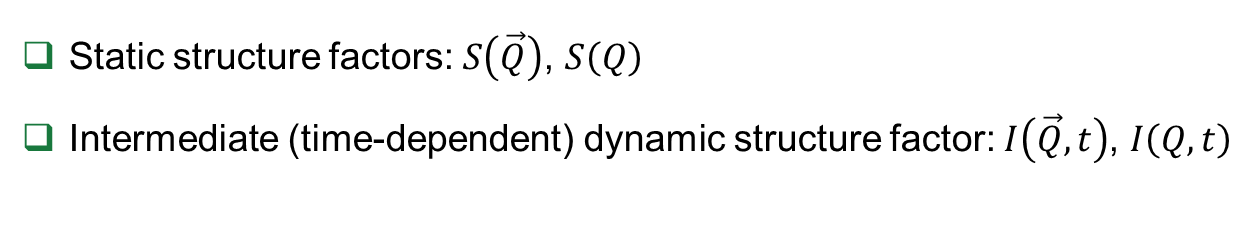 ❑ Static structure factors: 𝑆(𝑄⃗), 𝑆(𝑄)
❑ Intermediate (time-dependent) dynamic structure factor: 𝐼(𝑄⃗, 𝑡), 𝐼(𝑄, 𝑡)